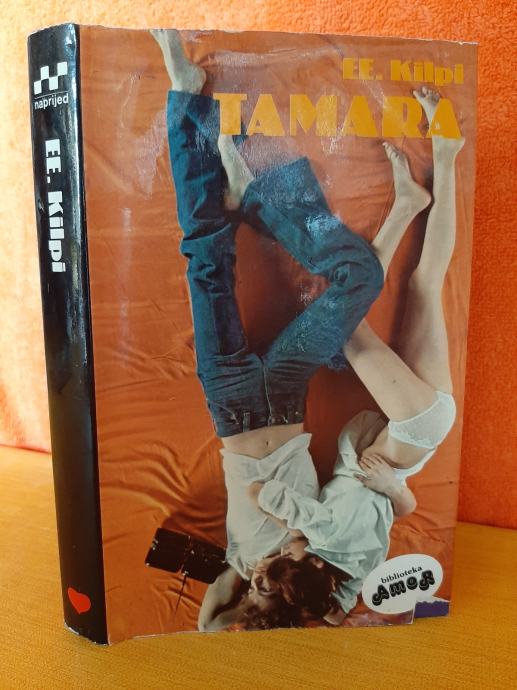 naprijed
EE. Kilpi
EE. Kilpi
TAMARA
biblioteka
AMOR